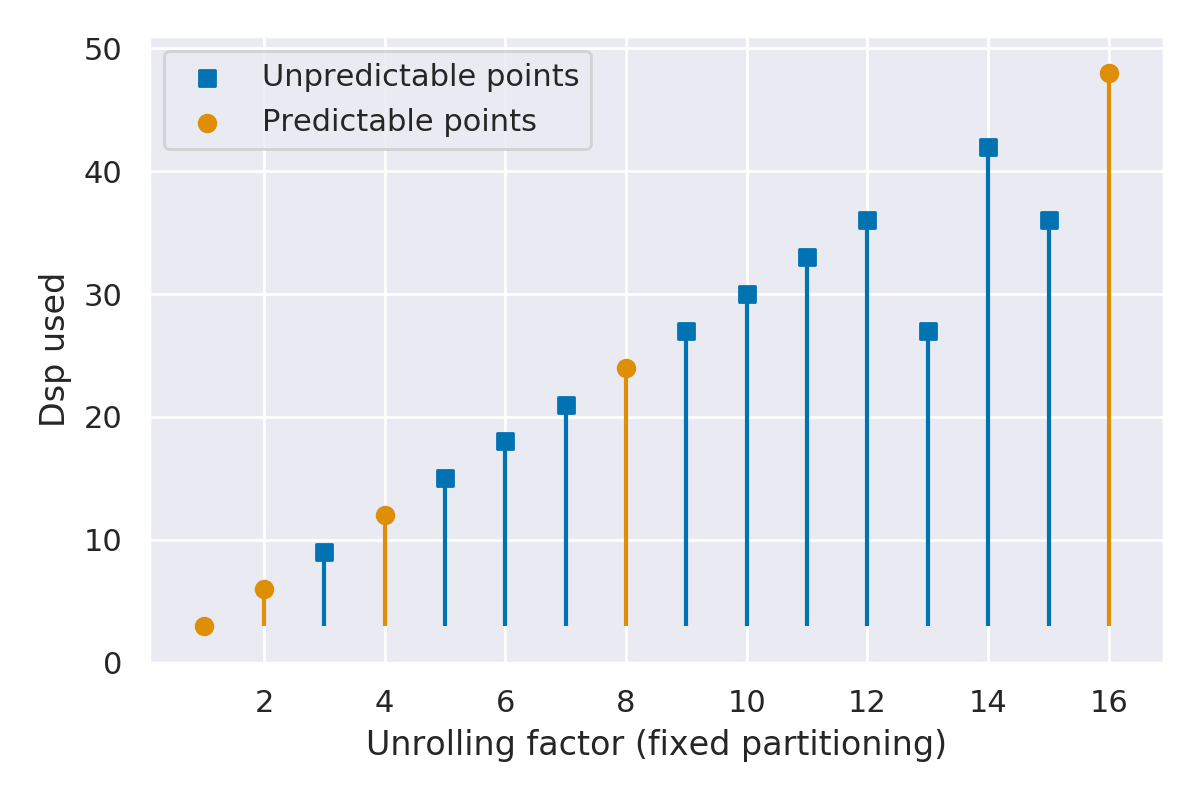 50
40
30
20
10
0
Dsp used
Unpredictable points
Predictable points
2 4 6 8 10 12 14 16
Unrolling factor (fixed partitioning)